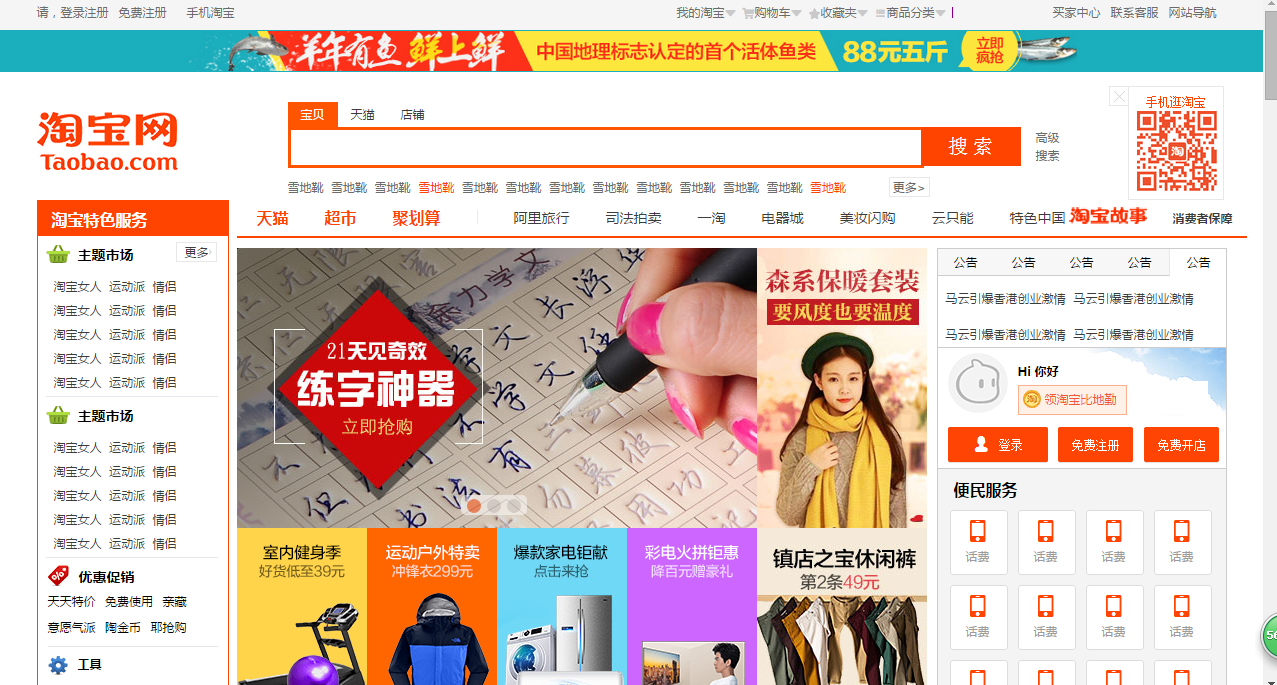 请，登录注册 免费注册 手机淘宝
我的淘宝 购物车 收藏夹 商品分类
买家中心 联系客服 网站导航
羊年有鱼 鲜上鲜
中国地理标志认定的首个活体鱼类
88元五斤
立即
疯抢
淘宝网
Taobao.com
宝贝 天猫 店铺
搜 索
高级
搜索
手机逛淘宝
淘
雪地靴 雪地靴 雪地靴 雪地靴 雪地靴 雪地靴 雪地靴 雪地靴 雪地靴 雪地靴 雪地靴 雪地靴 雪地靴
更多>
天猫 超市 聚划算 阿里旅行 司法拍卖 一淘 电器城 美妆闪购 云只能 特色中国 淘宝故事 消费者保障
淘宝特色服务
主题市场
更多
淘宝女人 运动派 情侣
淘宝女人 运动派 情侣
淘宝女人 运动派 情侣
淘宝女人 运动派 情侣
淘宝女人 运动派 情侣
主题市场
淘宝女人 运动派 情侣
淘宝女人 运动派 情侣
淘宝女人 运动派 情侣
淘宝女人 运动派 情侣
淘宝女人 运动派 情侣
优惠促销
天天特价 免费使用 亲藏
意愿气派 陶金币 耶抢购
工具
21天见奇效
练字神器
立即抢购
森系保暖套装
要风度也要温度
室内健身季
好货低至39元
运动户外特卖
冲锋衣299元
爆款家电钜献
点击来抢
彩电火拼钜惠
降百元赠豪礼
镇店之宝休闲裤
第2条49元
公告 公告 公告 公告 公告
马云引爆香港创业激情 马云引爆香港创业激情
马云引爆香港创业激情 马云引爆香港创业激情
Hi 你好
淘
领淘宝比地勤
登录 免费注册 免费开店
便民服务
话费 话费 话费 话费
话费 话费 话费 话费